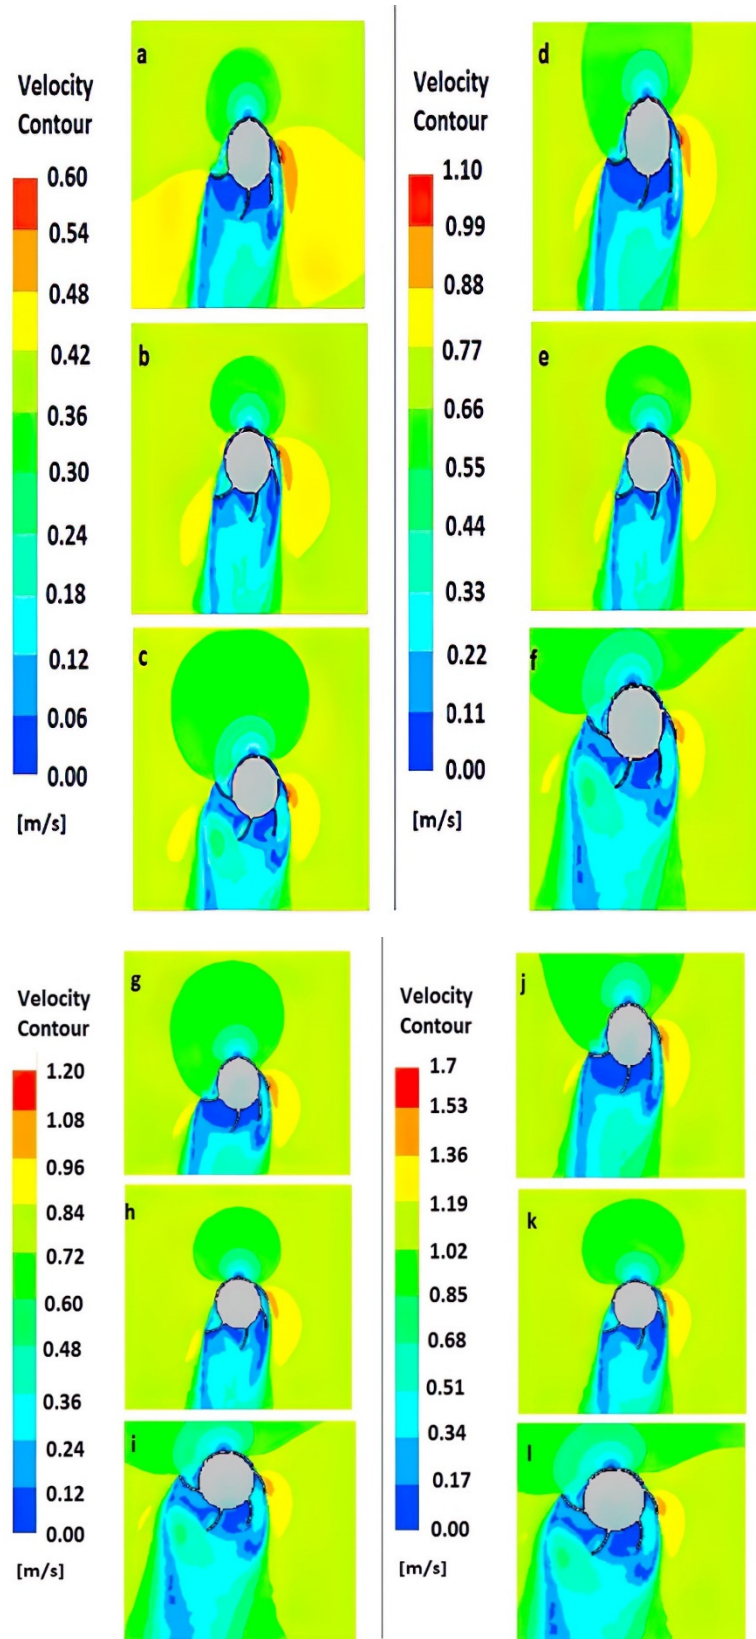 a
Velocity
Contour
0.60
0.54
0.48
0.42
0.36
0.30
0.24
0.18
0.12
0.06
0.00
[m/s]
b
c
d
Velocity
Contour
1.10
0.99
0.88
0.77
0.66
0.55
0.44
0.33
0.22
0.11
0.00
[m/s]
e
f
g
Velocity
Contour
1.20
1.08
0.96
0.84
0.72
0.60
0.48
0.36
0.24
0.12
0.00
[m/s]
h
i
j
Velocity
Contour
1.7
1.53
1.36
1.19
1.02
0.85
0.68
0.51
0.34
0.17
0.00
[m/s]
k
l